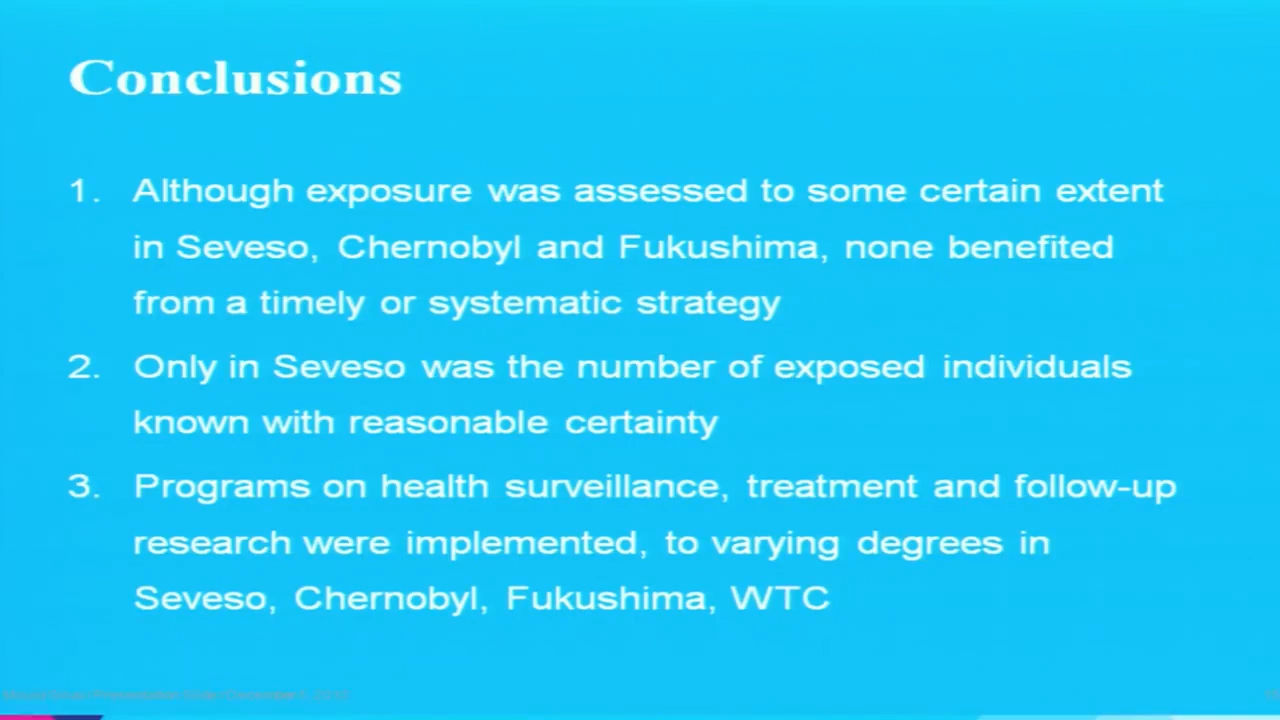 Conclusions
1. Although exposure was assessed to some certain extent
in Seveso, Chernobyl and Fukushima, none benefited
from a timely or systematic strategy
2. Only in Seveso was the number of exposed individuals
known with reasonable certainty
3. Programs on health surveillance, treatment and follow-up
research were implemented, to varying degrees in
Seveso, Chernobyl, Fukushima, WTC